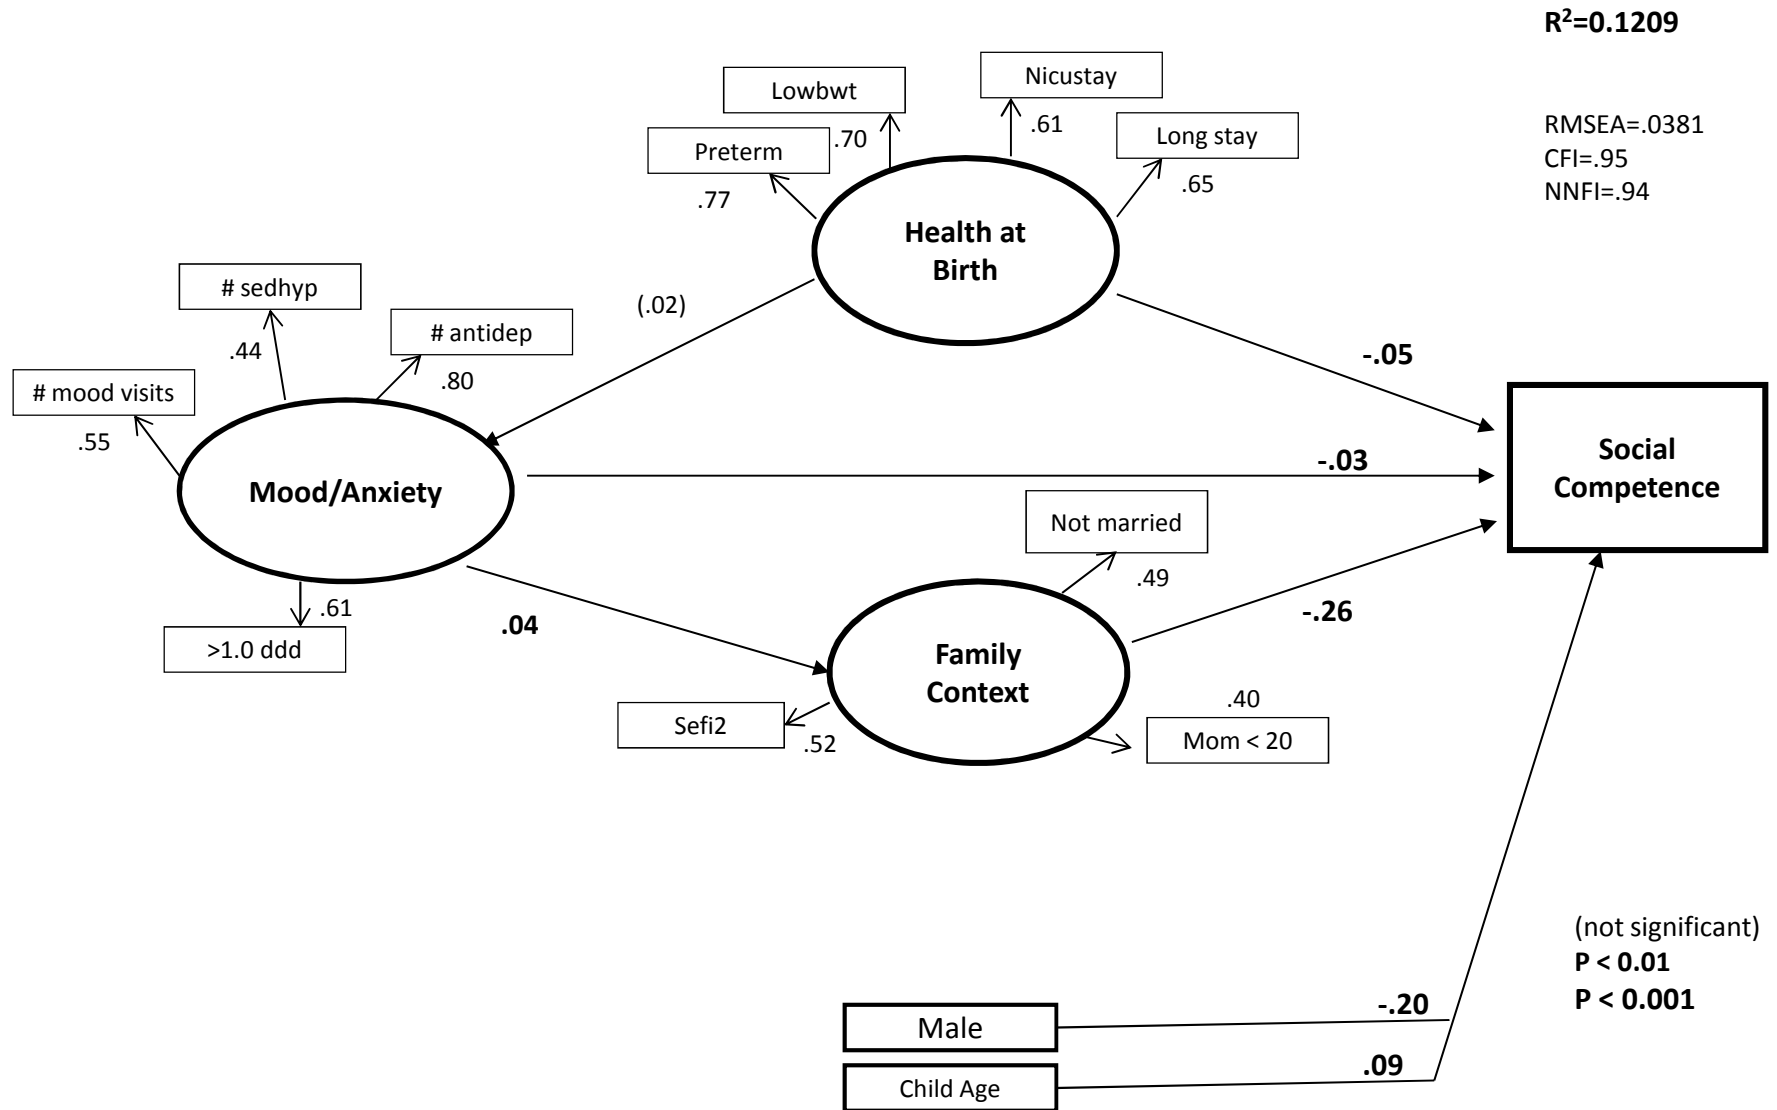 R²=0.1209
RMSEA=.0381
CFI=.95
NNFI=.94
Lowbwt
.70
Nicustay
.61
Preterm
.77
Long stay
.65
Health at
Birth
# sedhyp
.44
# antidep
.80
# mood visits
.55
(.02)
-.05
Mood/Anxiety
-.03
Social
Competence
>1.0 ddd
.61
.04
Not married
.49
-.26
Family
Context
Sefi2
.52
.40
Mom < 20
(not significant)
P < 0.01
P < 0.001
Male
-.20
Child Age
.09